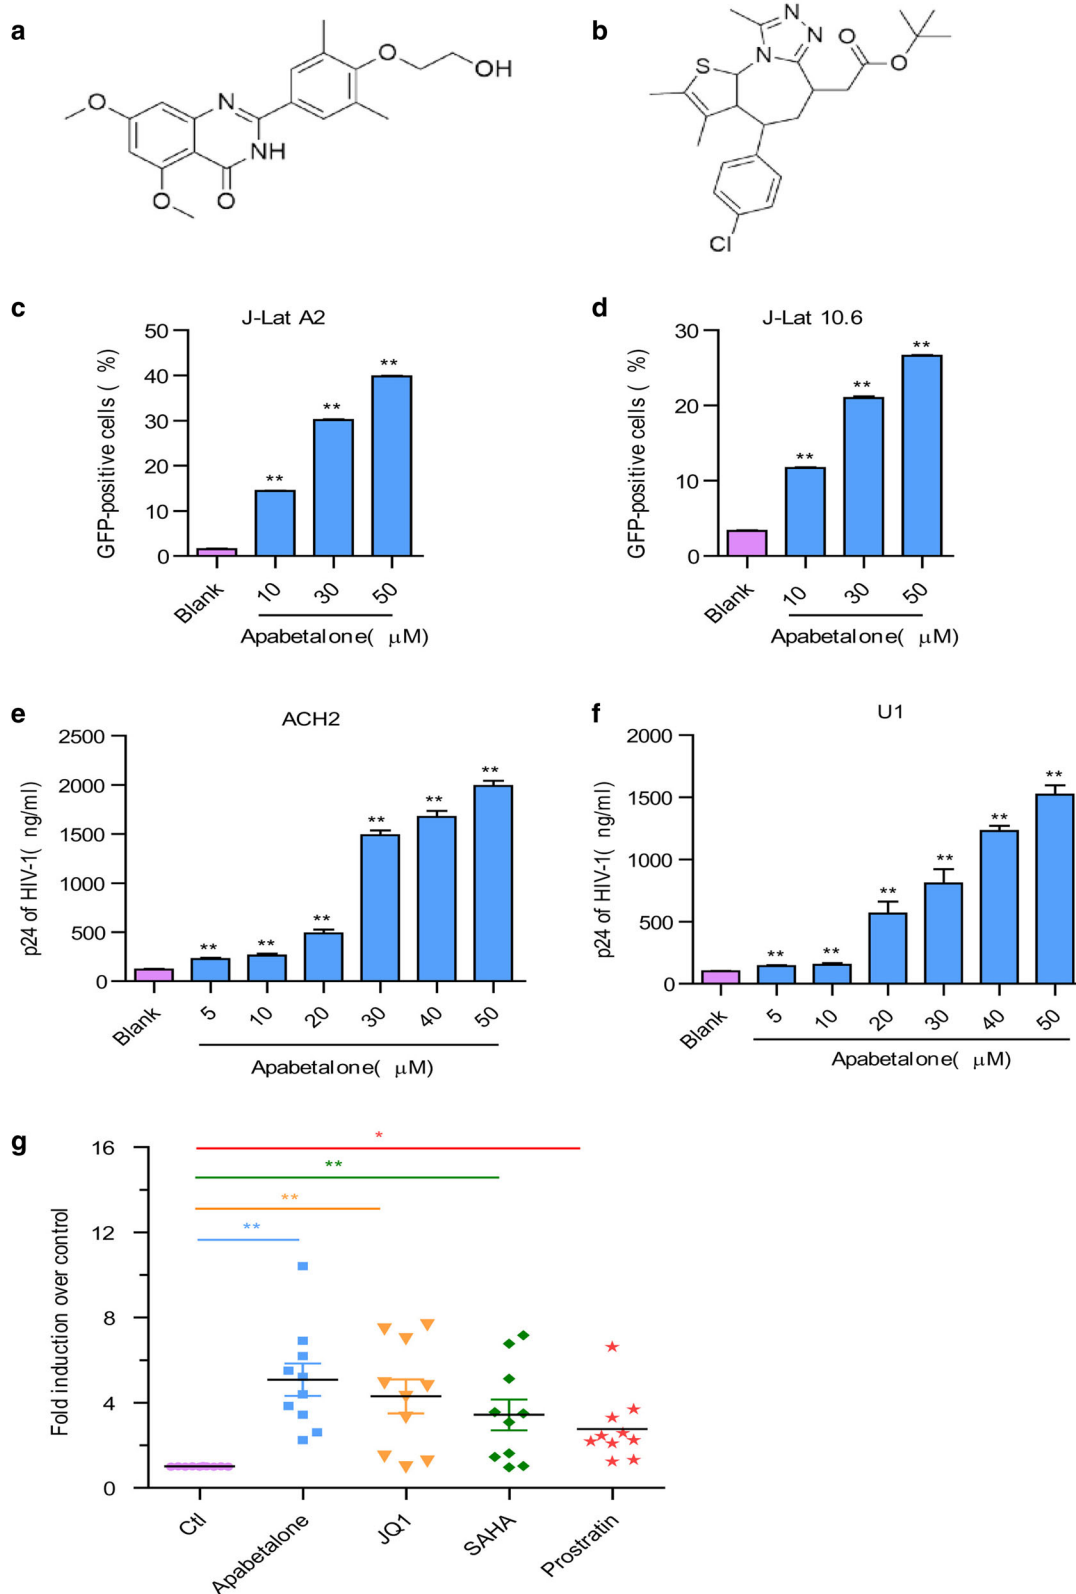 a
b
O
OH
O
N
NH
O
O
N
N
N
S
O
O
Cl
c
J-Lat A2
GFP-positive cells ( %)
50
40
30
20
10
0
**
**
**
Blank
10
30
50
Apabetalone( μM)
d
J-Lat 10.6
GFP-positive cells ( %)
30
20
10
0
**
**
**
Blank
10
30
50
Apabetalone( μM)
e
ACH2
p24 of HIV-1( ng/ml)
2500
2000
1500
1000
500
0
**
**
**
**
**
**
Blank
5
10
20
30
40
50
Apabetalone( μM)
f
U1
p24 of HIV-1( ng/ml)
2000
1500
1000
500
0
**
**
**
**
**
**
Blank
5
10
20
30
40
50
Apabetalone( μM)
g
Fold induction over control
16
12
8
4
0
*
**
**
**
Ctl
Apabetalone
JQ1
SAHA
Prostratin